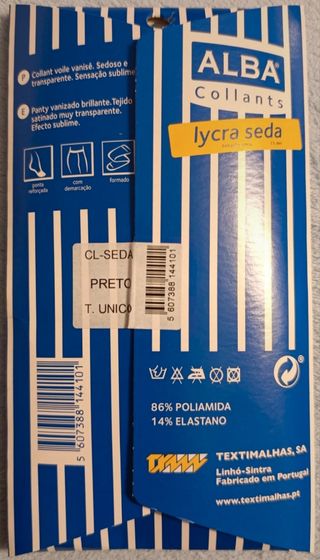 P Collant voile vanisé. Sedoso e
transparente. Sensação sublime
E Panty vanizado brillante. Tejido
satinado muy transparente.
Efecto sublime.
ponta
reforçada
com
demarcação
formado
ALBA®
Collants
lycra seda
CL-SEDA
PRETO
T. UNICO
5 607388 144101
5 607388 144101
86% POLIAMIDA
14% ELASTANO
TEXTIMALHAS, SA
Linhó-Sintra
Fabricado em Portugal
www.textimalhas.pt